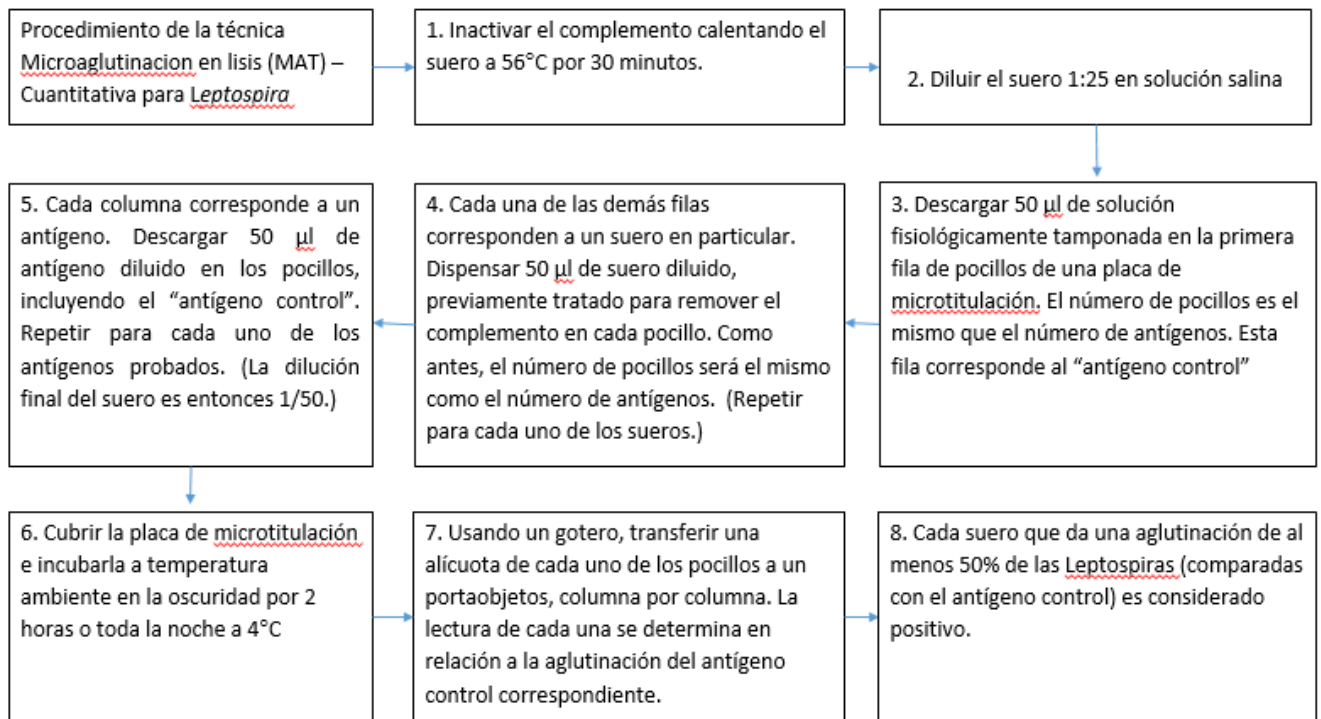 Procedimiento de la técnica
Microaglutinacion en lisis (MAT) –
Cuantitativa para Leptospira
1. Inactivar el complemento calentando el
suero a 56°C por 30 minutos.
2. Diluir el suero 1:25 en solución salina
3. Descargar 50 µl de solución
fisiológicamente tamponada en la primera
fila de pocillos de una placa de
microtitulación. El número de pocillos es el
mismo que el número de antígenos. Esta
fila corresponde al “antígeno control”
4. Cada una de las demás filas
corresponden a un suero en particular.
Dispensar 50 µl de suero diluido,
previamente tratado para remover el
complemento en cada pocillo. Como
antes, el número de pocillos será el mismo
como el número de antígenos. (Repetir
para cada uno de los sueros.)
5. Cada columna corresponde a un
antígeno. Descargar 50 µl de
antígeno diluido en los pocillos,
incluyendo el “antígeno control”.
Repetir para cada uno de los
antígenos probados. (La dilución
final del suero es entonces 1/50.)
6. Cubrir la placa de microtitulación
e incubarla a temperatura
ambiente en la oscuridad por 2
horas o toda la noche a 4°C
7. Usando un gotero, transferir una
alícuota de cada uno de los pocillos a un
portaobjetos, columna por columna. La
lectura de cada una se determina en
relación a la aglutinación del antígeno
control correspondiente.
8. Cada suero que da una aglutinación de al
menos 50% de las Leptospiras (comparadas
con el antígeno control) es considerado
positivo.